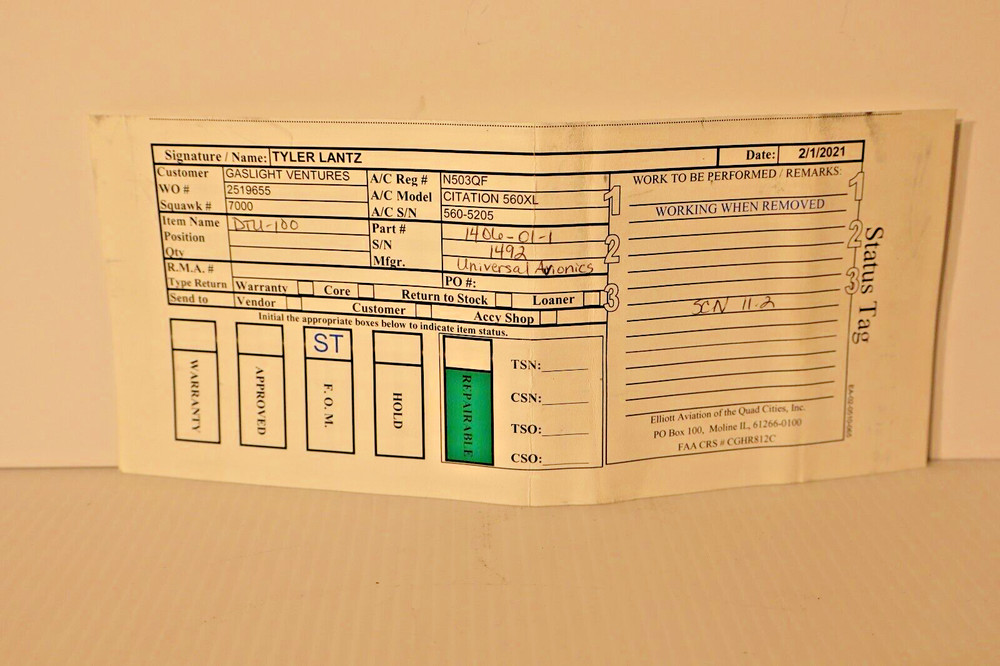 Signature / Name: TYLER LANTZ Date: 2/1/2021
Customer GASLIGHT VENTURES A/C Reg # N503QF
WO # 2519655 A/C Model CITATION 560XL
Squawk # 7000 A/C S/N 560-5205
Item Name DTU-100 Part # 1406-01-1
Position S/N 1492
Qty Mfgr. Universal Avionics
R.M.A. # PO #:
Type Return Warranty Core Return to Stock Loaner
Send to Vendor Customer Accy Shop
Initial the appropriate boxes below to indicate item status.
WARRANTY
APPROVED
ST
F.O.M.
HOLD
REPAIRABLE
TSN:
CSN:
TSO:
CSO:
1
2
3
WORK TO BE PERFORMED / REMARKS:
WORKING WHEN REMOVED
SCN 11.2
Elliott Aviation of the Quad Cities, Inc.
PO Box 100, Moline IL, 61266-0100
FAA CRS # CGHR812C
1
2
3
Status Tag